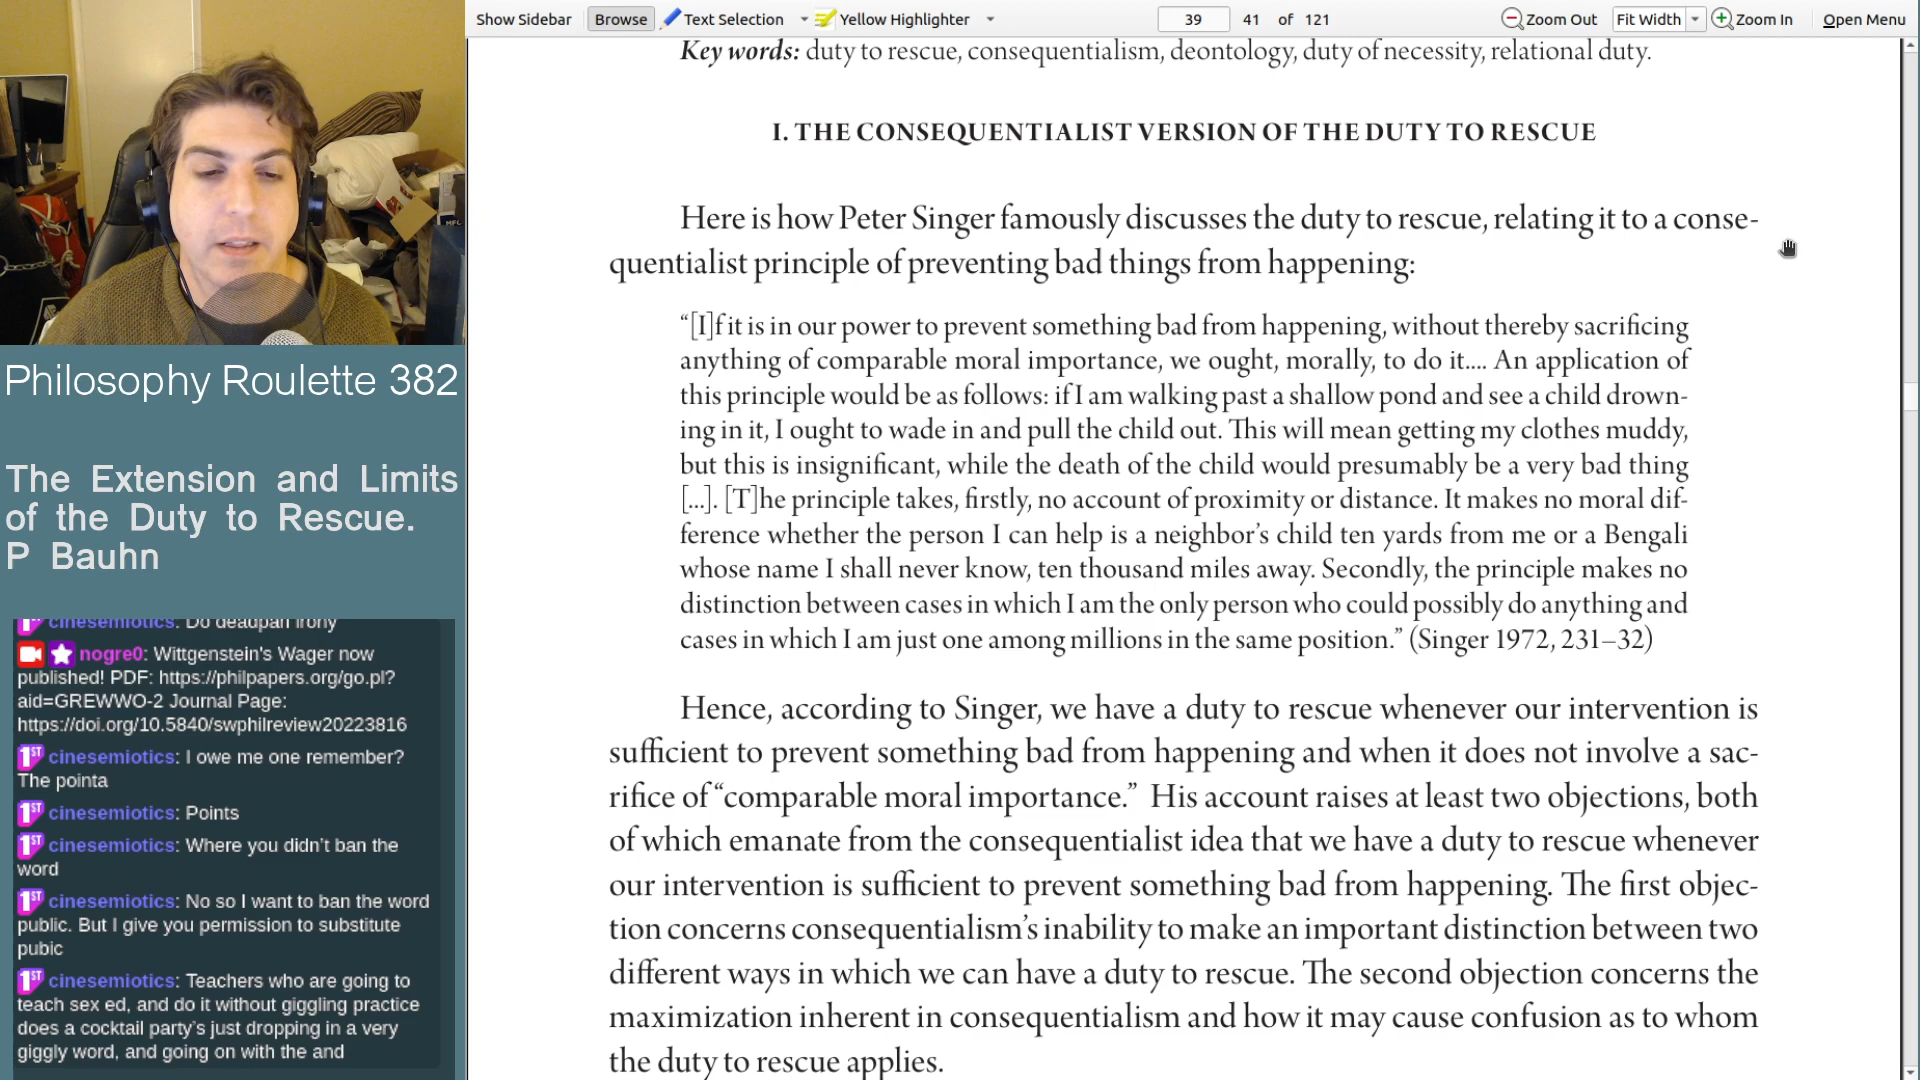 Show Sidebar Browse Text Selection Yellow Highlighter 39 41 of 121 Zoom Out Fit Width Zoom In Open Menu
Key words: duty to rescue, consequentialism, deontology, duty of necessity, relational duty.
I. THE CONSEQUENTIALIST VERSION OF THE DUTY TO RESCUE
Here is how Peter Singer famously discusses the duty to rescue, relating it to a conse-
quentialist principle of preventing bad things from happening:
“[I]f it is in our power to prevent something bad from happening, without thereby sacrificing
anything of comparable moral importance, we ought, morally, to do it.... An application of
this principle would be as follows: if I am walking past a shallow pond and see a child drown-
ing in it, I ought to wade in and pull the child out. This will mean getting my clothes muddy,
but this is insignificant, while the death of the child would presumably be a very bad thing
[...]. [T]he principle takes, firstly, no account of proximity or distance. It makes no moral dif-
ference whether the person I can help is a neighbor’s child ten yards from me or a Bengali
whose name I shall never know, ten thousand miles away. Secondly, the principle makes no
distinction between cases in which I am the only person who could possibly do anything and
cases in which I am just one among millions in the same position.” (Singer 1972, 231–32)
Hence, according to Singer, we have a duty to rescue whenever our intervention is
sufficient to prevent something bad from happening and when it does not involve a sac-
rifice of “comparable moral importance.” His account raises at least two objections, both
of which emanate from the consequentialist idea that we have a duty to rescue whenever
our intervention is sufficient to prevent something bad from happening. The first objec-
tion concerns consequentialism’s inability to make an important distinction between two
different ways in which we can have a duty to rescue. The second objection concerns the
maximization inherent in consequentialism and how it may cause confusion as to whom
the duty to rescue applies.
Philosophy Roulette 382
The Extension and Limits
of the Duty to Rescue.
P Bauhn
cinesemiotics: Do deadpan irony
nogre0: Wittgenstein's Wager now
published! PDF: https://philpapers.org/go.pl?
aid=GREWWO-2 Journal Page:
https://doi.org/10.5840/swphilreview20223816
1ST cinesemiotics: I owe me one remember?
The pointa
1ST cinesemiotics: Points
1ST cinesemiotics: Where you didn’t ban the
word
1ST cinesemiotics: No so I want to ban the word
public. But I give you permission to substitute
pubic
1ST cinesemiotics: Teachers who are going to
teach sex ed, and do it without giggling practice
does a cocktail party’s just dropping in a very
giggly word, and going on with the and